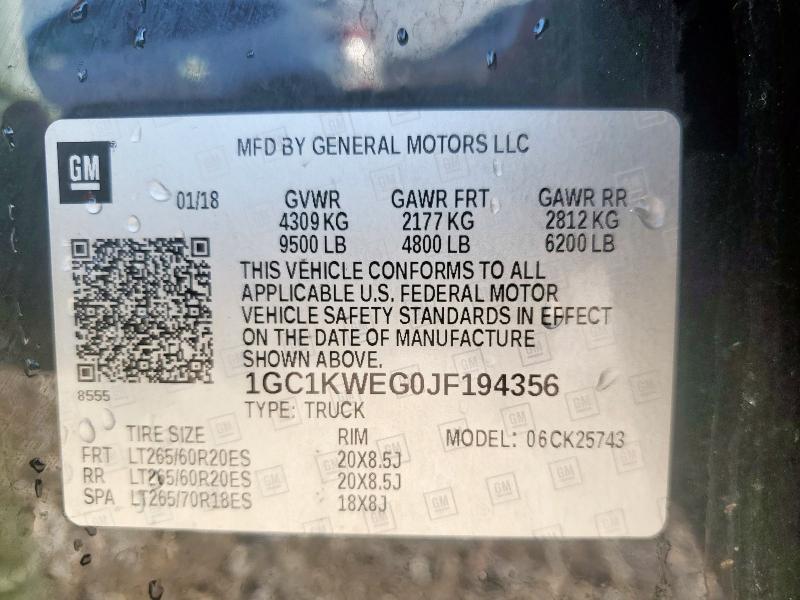 GM
MFD BY GENERAL MOTORS LLC
01/18 GVWR GAWR FRT GAWR RR
4309 KG 2177 KG 2812 KG
9500 LB 4800 LB 6200 LB
THIS VEHICLE CONFORMS TO ALL
APPLICABLE U.S. FEDERAL MOTOR
VEHICLE SAFETY STANDARDS IN EFFECT
ON THE DATE OF MANUFACTURE
SHOWN ABOVE.
8555
1GC1KWEG0JF194356
TYPE: TRUCK
TIRE SIZE RIM MODEL: 06CK25743
FRT LT265/60R20ES 20X8.5J
RR LT265/60R20ES 20X8.5J
SPA LT265/70R18ES 18X8J